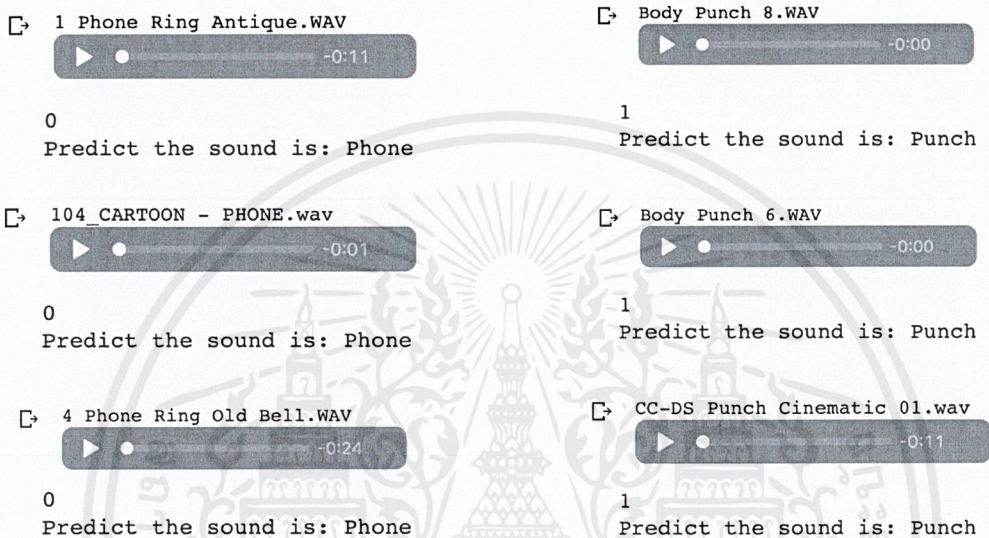 1 Phone Ring Antique.WAV
-0:11
0
Predict the sound is: Phone
104_CARTOON - PHONE.wav
-0:01
0
Predict the sound is: Phone
4 Phone Ring Old Bell.WAV
-0:24
0
Predict the sound is: Phone
Body Punch 8.WAV
-0:00
1
Predict the sound is: Punch
Body Punch 6.WAV
-0:00
1
Predict the sound is: Punch
CC-DS Punch Cinematic 01.wav
-0:11
1
Predict the sound is: Punch